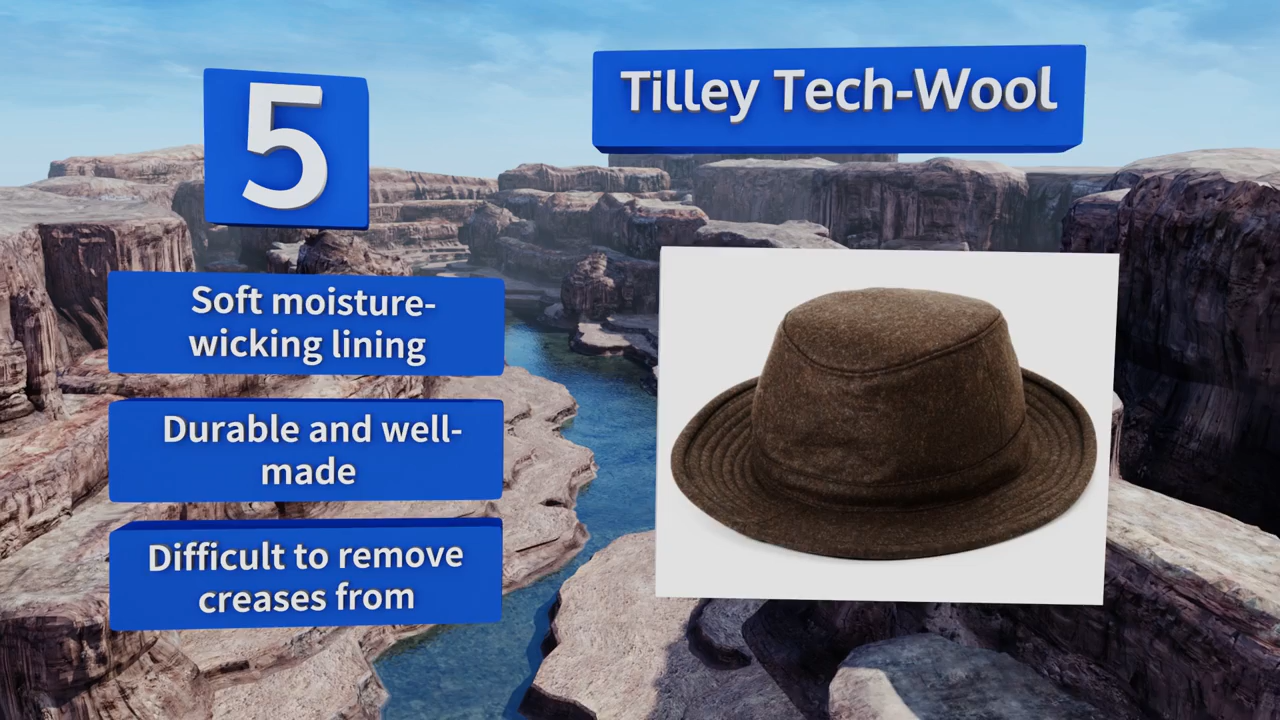 5
Tilley Tech-Wool
Soft moisture-
wicking lining
Durable and well-
made
Difficult to remove
creases from